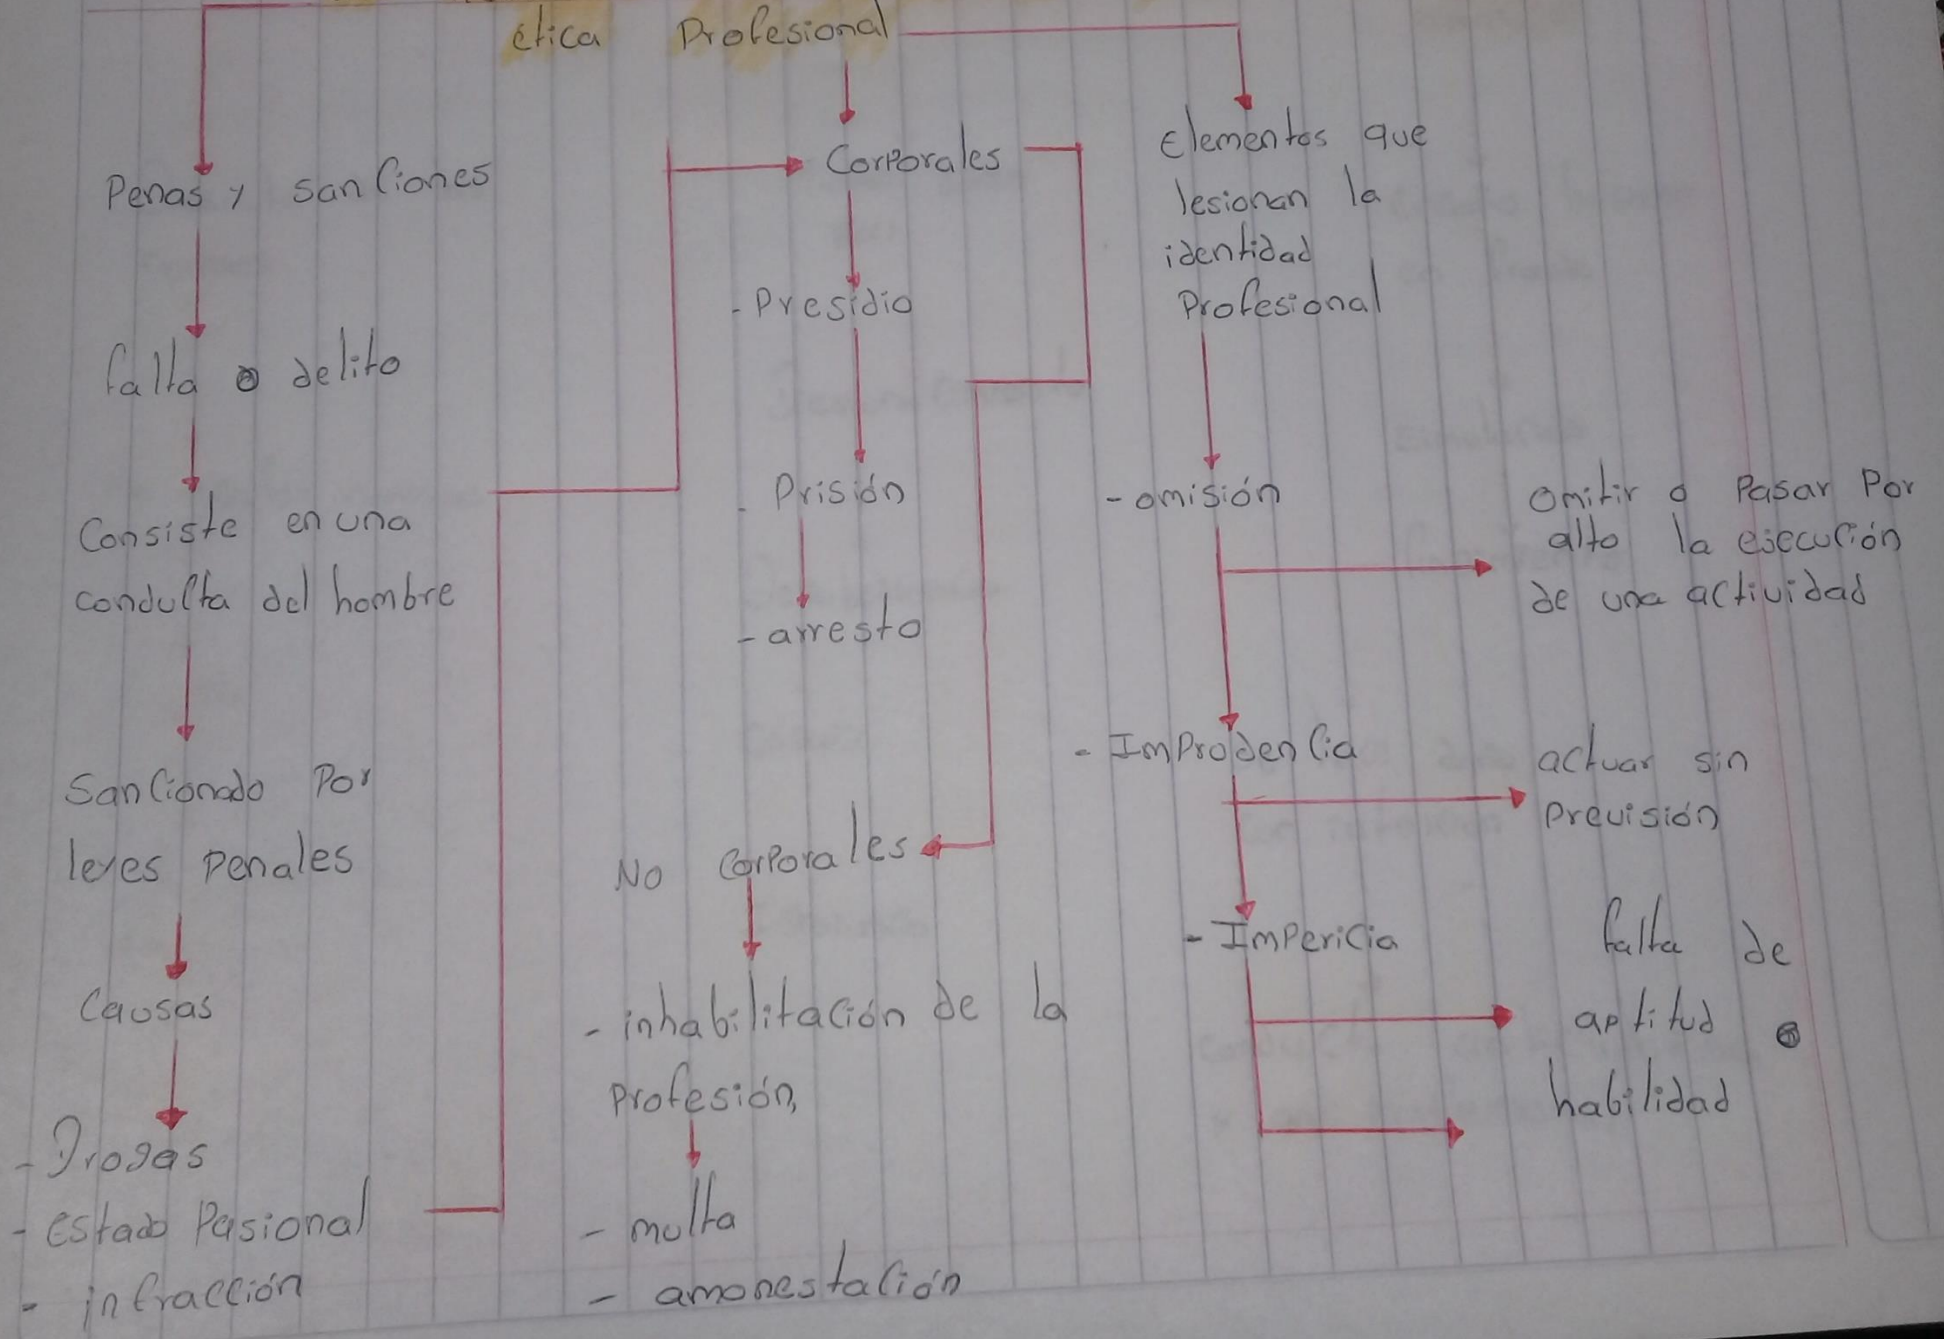 ética Profesional
Penas y sanciones
falla o delito
Consiste en una
conducta del hombre
Sancionado Por
leyes Penales
Causas
- Drogas
- estado Pasional
- infracción
Corporales
- Presidio
- Prisión
- arresto
No Corporales
- inhabilitación de la
Profesión,
- multa
- amonestación
Elementos que
lesionan la
identidad
Profesional
- omisión
omitir o Pasar Por
alto la ejecución
de una actividad
- Improdencia
actuar sin
Previsión
- Impericia
falta de
aptitud o
habilidad